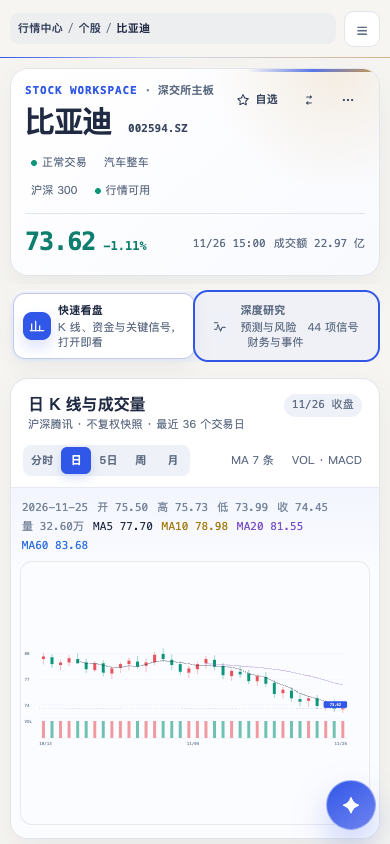 行情中心 / 个股 / 比亚迪
STOCK WORKSPACE · 深交所主板
自选
比亚迪 002594.SZ
正常交易 汽车整车
沪深 300 行情可用
73.62 −1.11% 11/26 15:00 成交额 22.97 亿
快速看盘
K 线、资金与关键信号，
打开即看
深度研究
预测与风险 44 项信号
财务与事件
日 K 线与成交量
11/26 收盘
沪深腾讯 · 不复权快照 · 最近 36 个交易日
分时 日 5日 周 月 MA 7 条 VOL · MACD
2026-11-25 开 75.50 高 75.73 低 73.99 收 74.45
量 32.60万 MA5 77.70 MA10 78.98 MA20 81.55
MA60 83.68
80
77
74
73.62
VOL
10/13 11/04 11/26